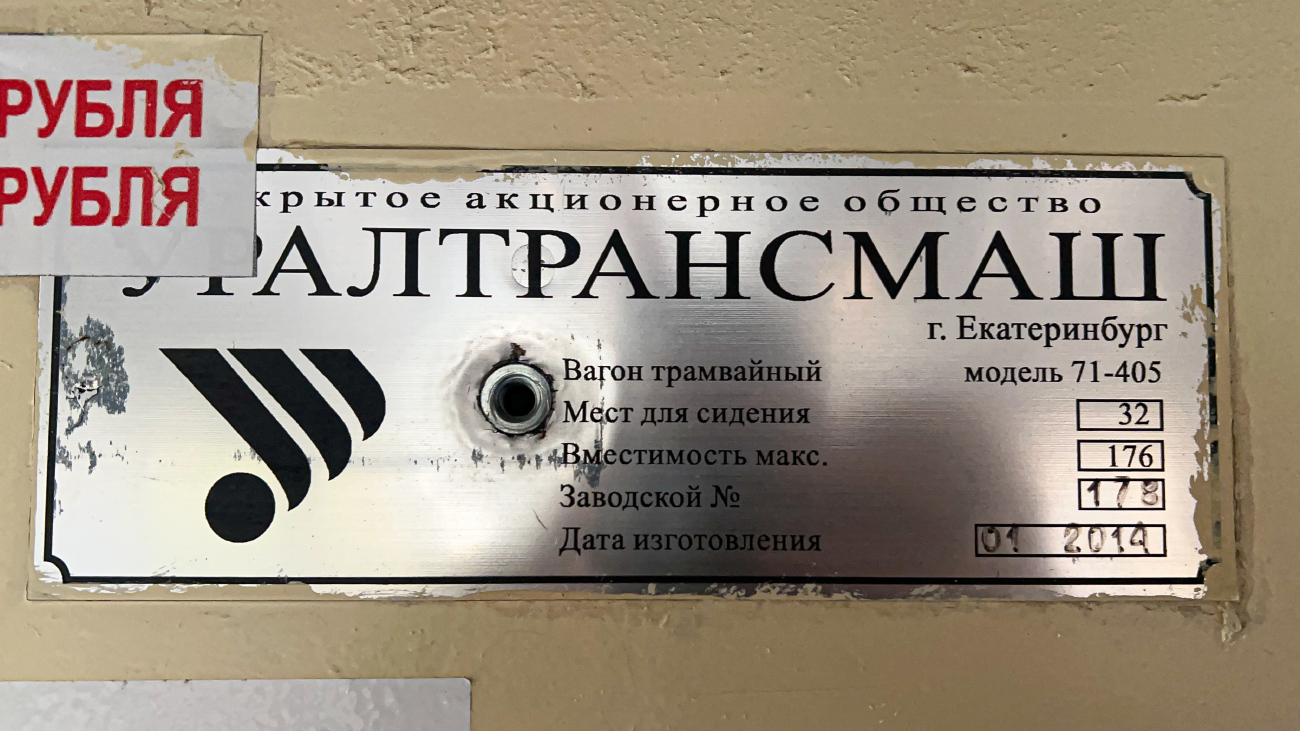 РУБЛЯ
РУБЛЯ
крытое акционерное общество
УРАЛТРАНСМАШ
г. Екатеринбург
Вагон трамвайный модель 71-405
Мест для сидения 32
Вместимость макс. 176
Заводской № 178
Дата изготовления 01 2014